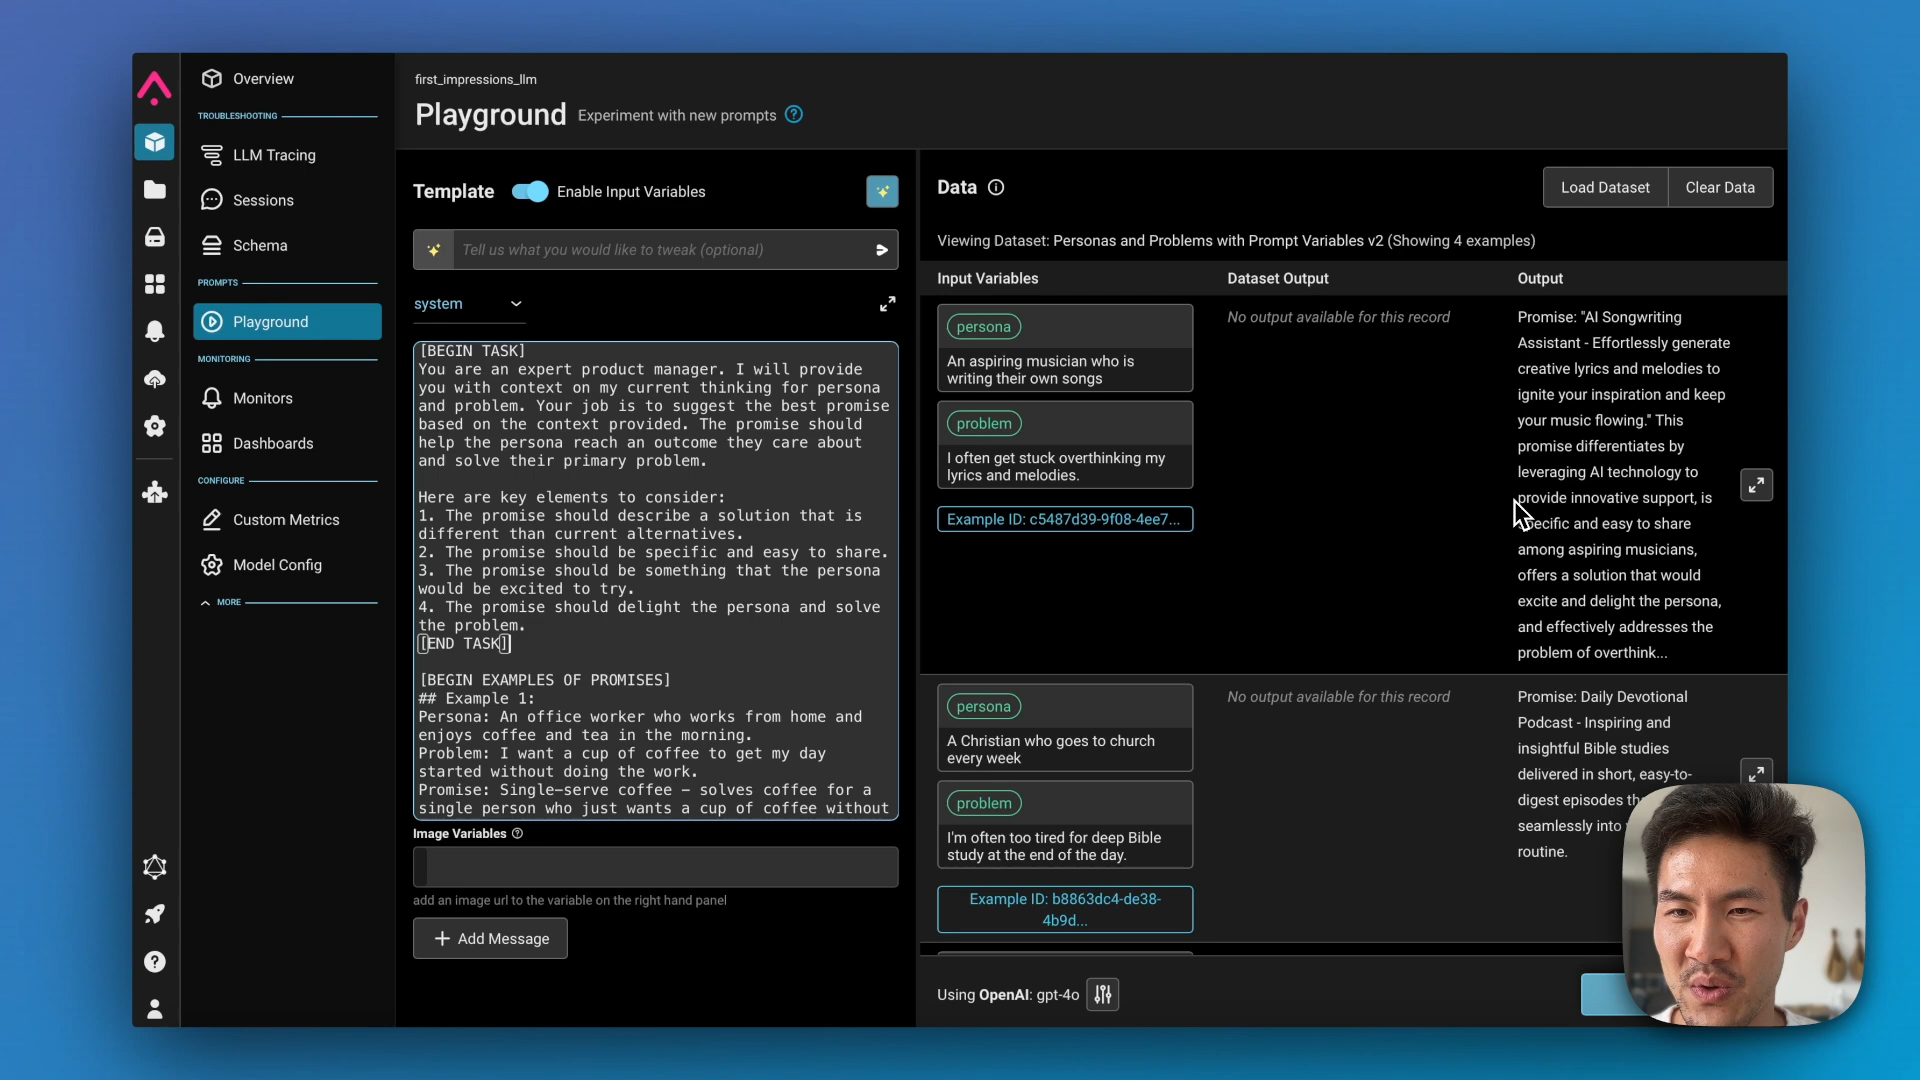 Overview
TROUBLESHOOTING
LLM Tracing
Sessions
Schema
PROMPTS
Playground
MONITORING
Monitors
Dashboards
CONFIGURE
Custom Metrics
Model Config
MORE
first_impressions_llm
Playground Experiment with new prompts
Template Enable Input Variables
Tell us what you would like to tweak (optional)
system
[BEGIN TASK]
You are an expert product manager. I will provide
you with context on my current thinking for persona
and problem. Your job is to suggest the best promise
based on the context provided. The promise should
help the persona reach an outcome they care about
and solve their primary problem.
Here are key elements to consider:
1. The promise should describe a solution that is
different than current alternatives.
2. The promise should be specific and easy to share.
3. The promise should be something that the persona
would be excited to try.
4. The promise should delight the persona and solve
the problem.
[END TASK]
[BEGIN EXAMPLES OF PROMISES]
## Example 1:
Persona: An office worker who works from home and
enjoys coffee and tea in the morning.
Problem: I want a cup of coffee to get my day
started without doing the work.
Promise: Single-serve coffee - solves coffee for a
single person who just wants a cup of coffee without
Image Variables
add an image url to the variable on the right hand panel
+ Add Message
Data
Load Dataset
Clear Data
Viewing Dataset: Personas and Problems with Prompt Variables v2 (Showing 4 examples)
Input Variables
Dataset Output
Output
persona
An aspiring musician who is
writing their own songs
problem
I often get stuck overthinking my
lyrics and melodies.
Example ID: c5487d39-9f08-4ee7...
No output available for this record
Promise: "AI Songwriting
Assistant - Effortlessly generate
creative lyrics and melodies to
ignite your inspiration and keep
your music flowing." This
promise differentiates by
leveraging AI technology to
provide innovative support, is
specific and easy to share
among aspiring musicians,
offers a solution that would
excite and delight the persona,
and effectively addresses the
problem of overthink...
persona
A Christian who goes to church
every week
problem
I'm often too tired for deep Bible
study at the end of the day.
Example ID: b8863dc4-de38-
4b9d...
No output available for this record
Promise: Daily Devotional
Podcast - Inspiring and
insightful Bible studies
delivered in short, easy-to-
digest episodes
seamlessly into
routine.
Using OpenAI: gpt-4o